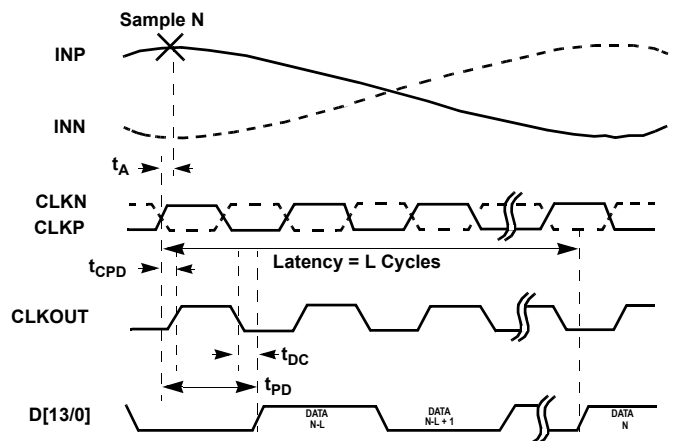 Sample N
INP
INN
tA
CLKN
CLKP
Latency = L Cycles
tCPD
CLKOUT
tDC
tPD
D[13/0]
DATA
N-L
DATA
N-L + 1
DATA
N